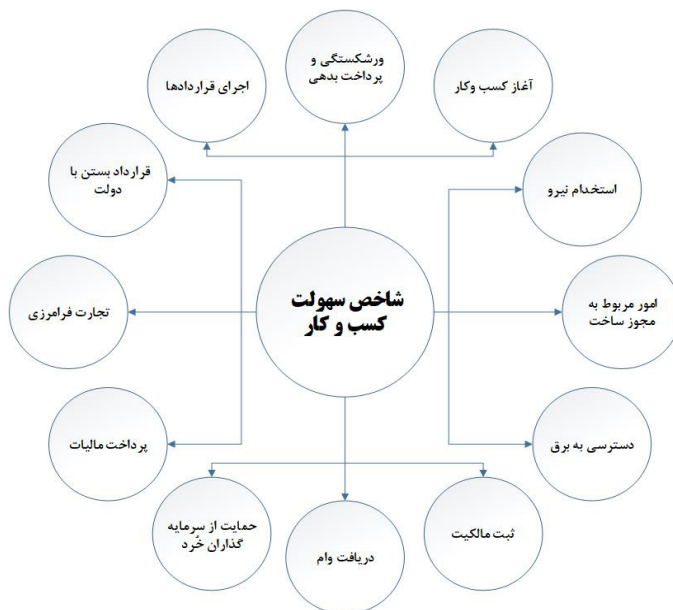 شاخص سهولت
کسب و کار
آغاز کسب وکار
استخدام نیرو
امور مربوط به
مجوز ساخت
دسترسی به برق
ثبت مالکیت
دریافت وام
حمایت از سرمایه
گذاران خُرد
پرداخت مالیات
تجارت فرامرزی
قرارداد بستن با
دولت
اجرای قراردادها
ورشکستگی و
پرداخت بدهی